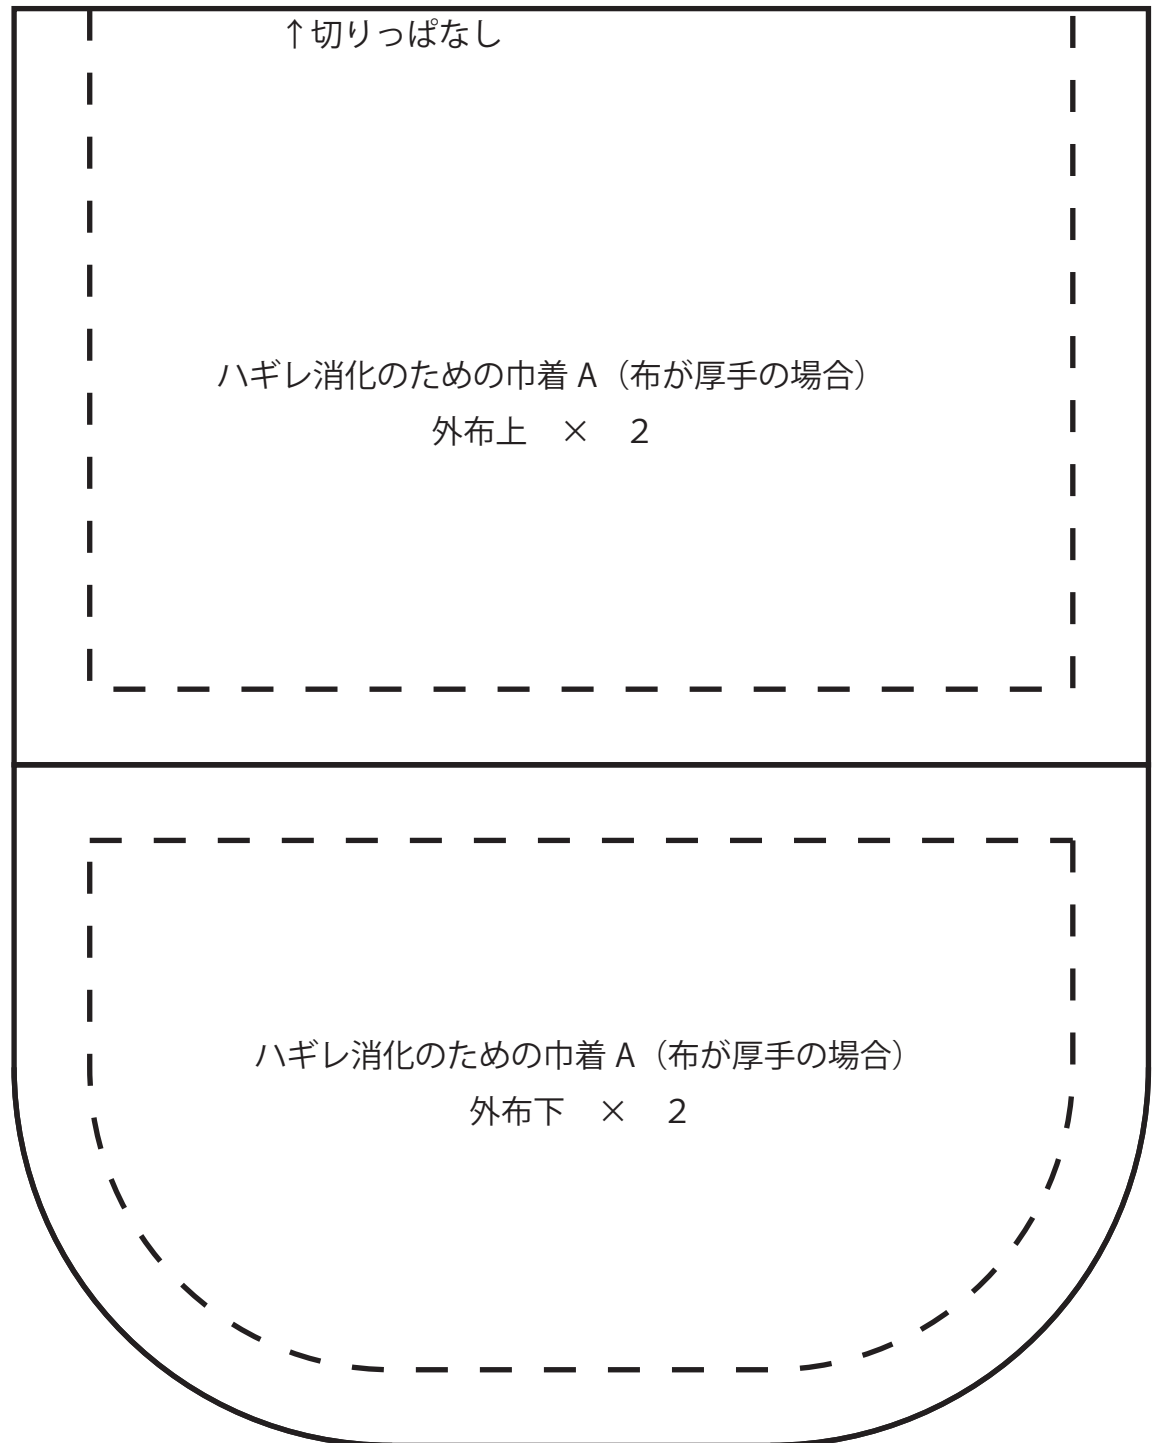 ↑切りっぱなし
ハギレ消化のための巾着 A（布が厚手の場合）
外布上　×　２
ハギレ消化のための巾着 A（布が厚手の場合）
外布下　×　２